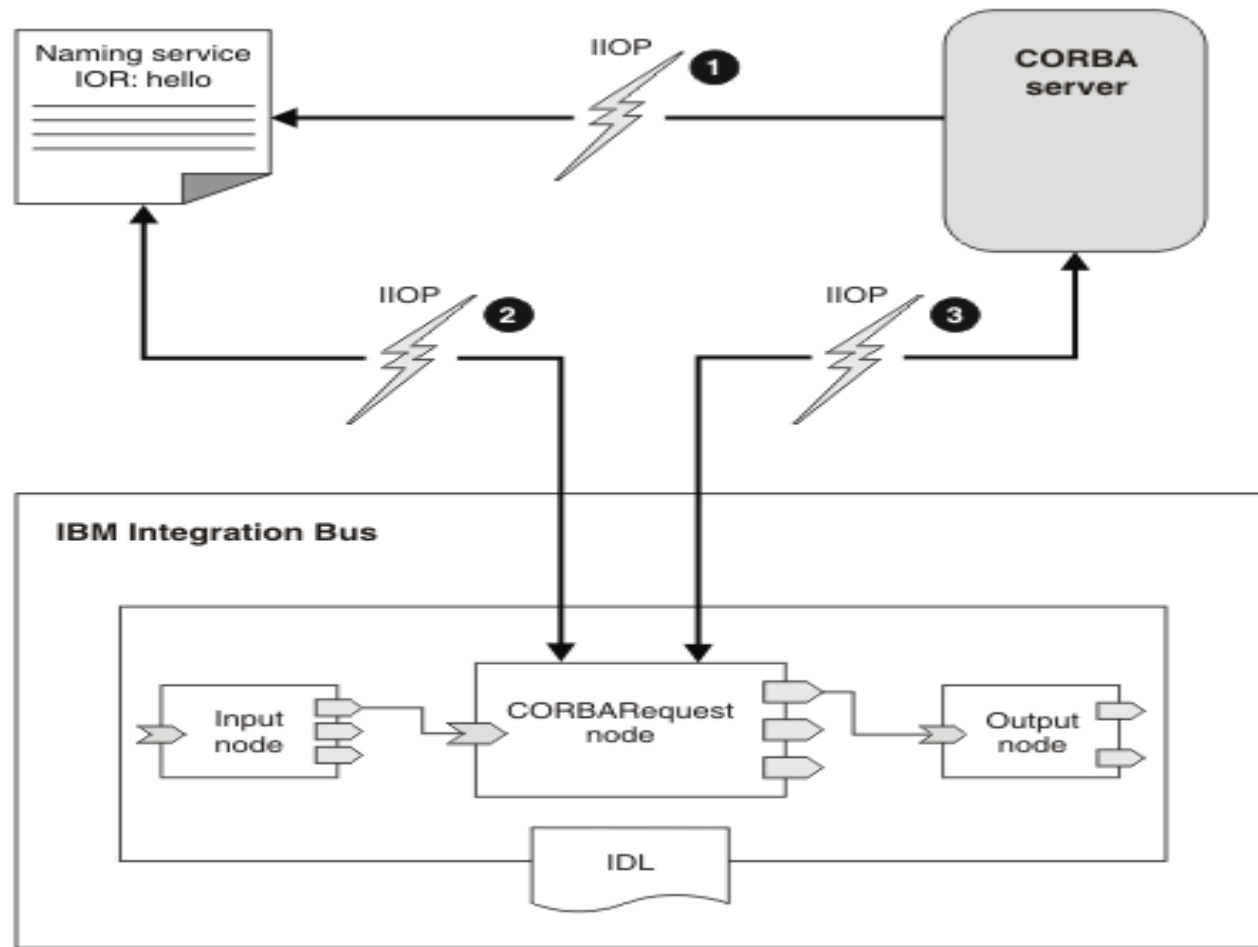 Naming service
IOR: hello
IIOP
1
CORBA
server
IIOP
2
IIOP
3
IBM Integration Bus
Input
node
CORBARequest
node
Output
node
IDL